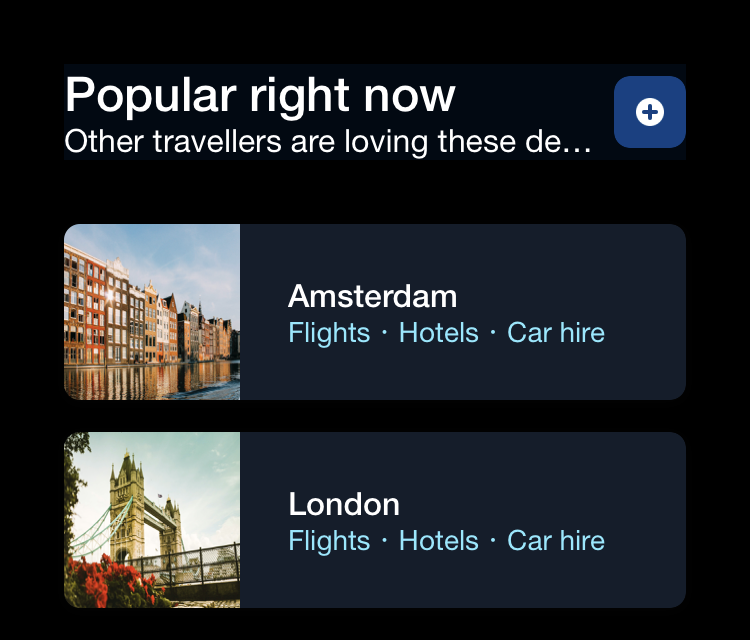 Popular right now
Other travellers are loving these de…
Amsterdam
Flights · Hotels · Car hire
London
Flights · Hotels · Car hire